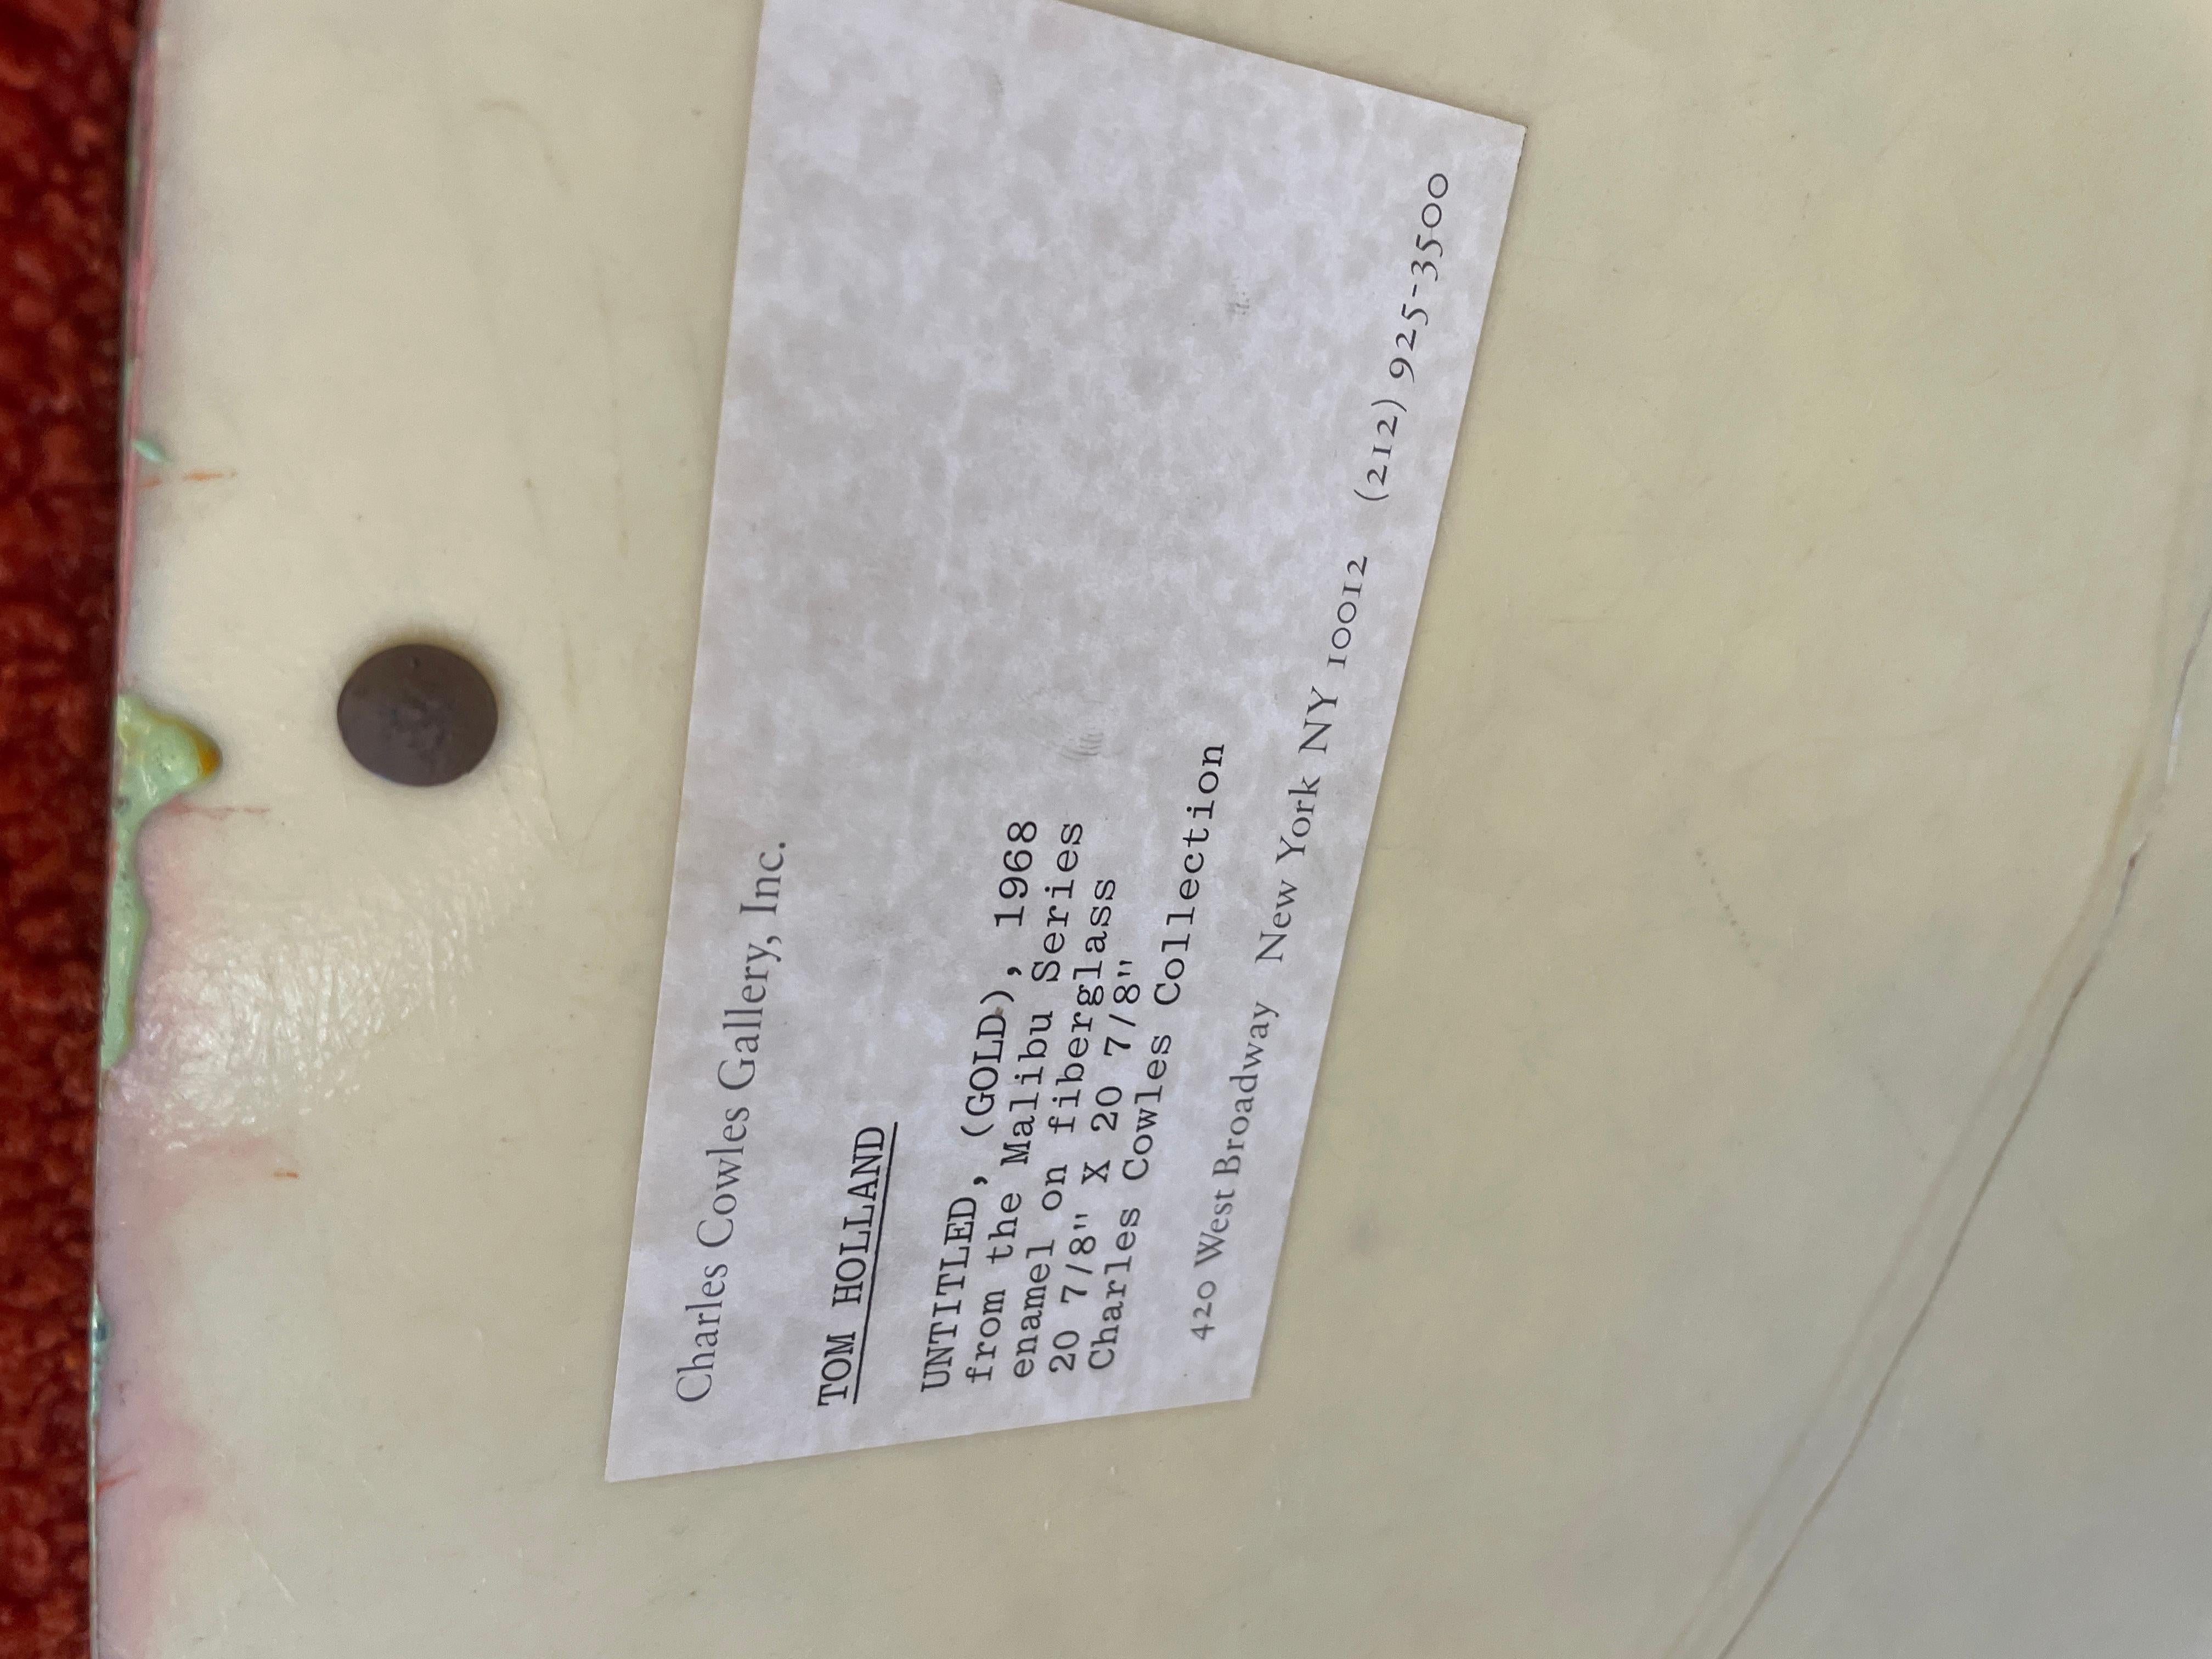 Charles Cowles Gallery, Inc.
TOM HOLLAND
UNTITLED, (GOLD), 1968
from the Malibu Series
enamel on fiberglass
20 7/8" X 20 7/8"
Charles Cowles Collection
420 West Broadway New York NY 10012 (212) 925-3500